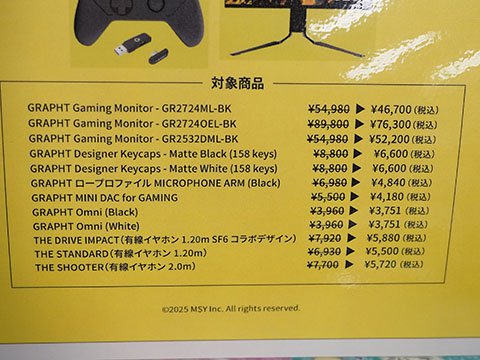 対象商品
GRAPHT Gaming Monitor - GR2724ML-BK ¥54,980 ▶ ¥46,700 (税込)
GRAPHT Gaming Monitor - GR2724OEL-BK ¥89,800 ▶ ¥76,300 (税込)
GRAPHT Gaming Monitor - GR2532DML-BK ¥54,980 ▶ ¥52,200 (税込)
GRAPHT Designer Keycaps - Matte Black (158 keys) ¥8,800 ▶ ¥6,600 (税込)
GRAPHT Designer Keycaps - Matte White (158 keys) ¥8,800 ▶ ¥6,600 (税込)
GRAPHT ロープロファイル MICROPHONE ARM (Black) ¥6,980 ▶ ¥4,840 (税込)
GRAPHT MINI DAC for GAMING ¥5,500 ▶ ¥4,180 (税込)
GRAPHT Omni (Black) ¥3,960 ▶ ¥3,751 (税込)
GRAPHT Omni (White) ¥3,960 ▶ ¥3,751 (税込)
THE DRIVE IMPACT (有線イヤホン 1.20m SF6 コラボデザイン) ¥7,920 ▶ ¥5,880 (税込)
THE STANDARD (有線イヤホン 1.20m) ¥6,930 ▶ ¥5,500 (税込)
THE SHOOTER (有線イヤホン 2.0m) ¥7,700 ▶ ¥5,720 (税込)
©2025 MSY Inc. All rights reserved.